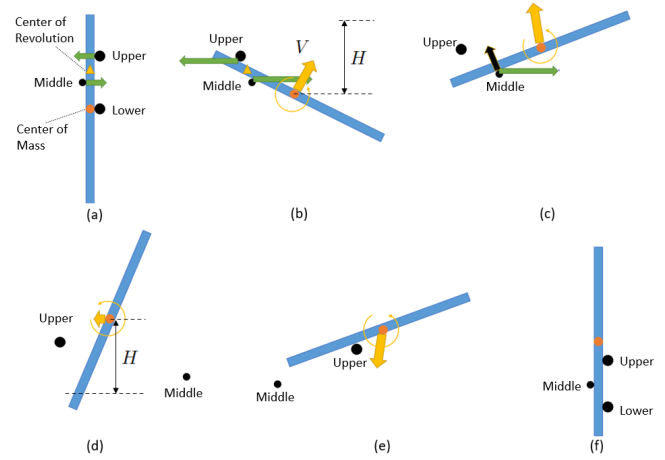 Center of
Revolution
Upper
Middle
Lower
Center of
Mass
(a)
Upper
V
H
Middle
(b)
Upper
Middle
(c)
Upper
H
Middle
(d)
Upper
Middle
(e)
Upper
Middle
Lower
(f)